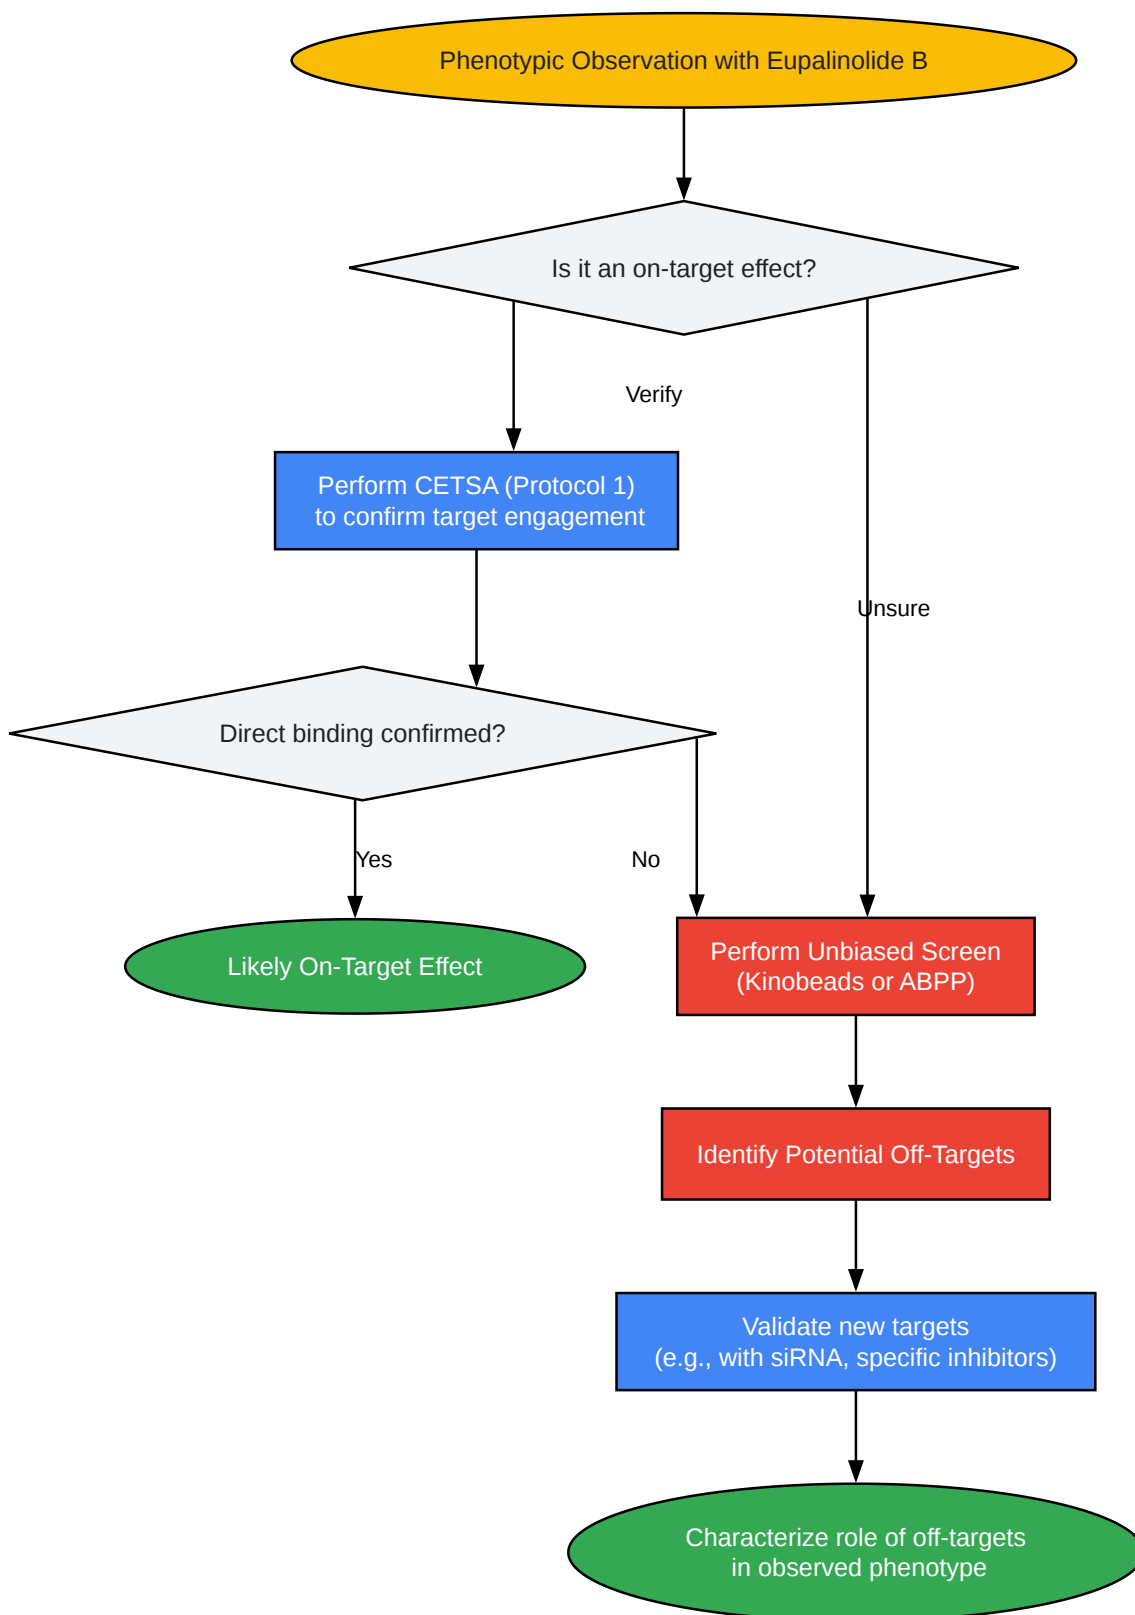 Phenotypic Observation with Eupalinolide B
Is it an on-target effect?
Verify
Perform CETSA (Protocol 1)
to confirm target engagement
Unsure
Direct binding confirmed?
Yes
No
Likely On-Target Effect
Perform Unbiased Screen
(Kinobeads or ABPP)
Identify Potential Off-Targets
Validate new targets
(e.g., with siRNA, specific inhibitors)
Characterize role of off-targets
in observed phenotype